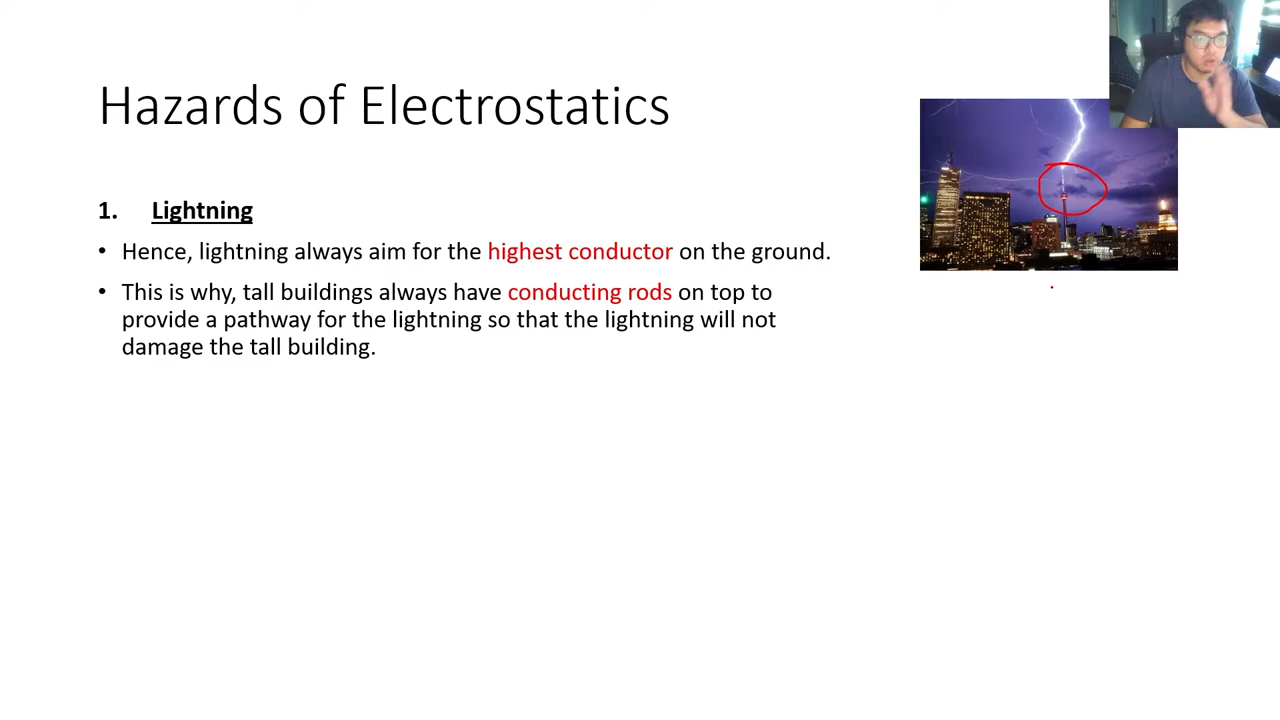 Hazards of Electrostatics
1. Lightning
• Hence, lightning always aim for the highest conductor on the ground.
• This is why, tall buildings always have conducting rods on top to
provide a pathway for the lightning so that the lightning will not
damage the tall building.